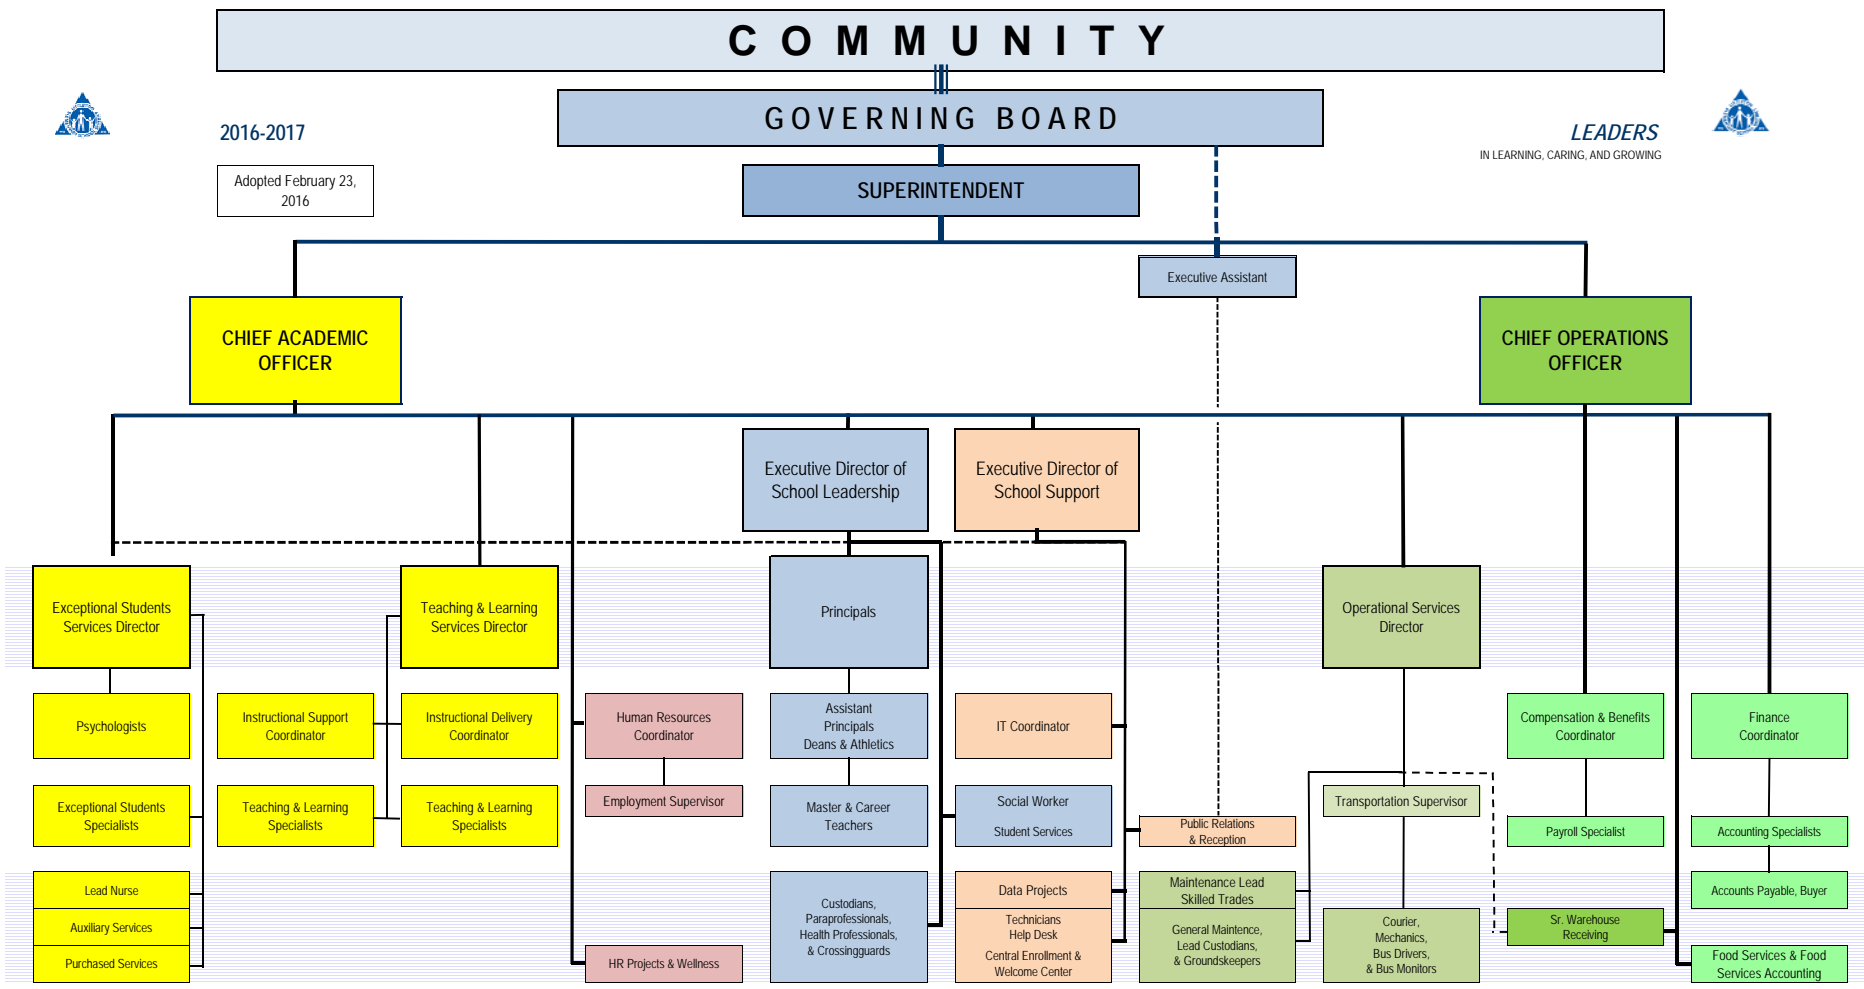 COMMUNITY
GOVERNING BOARD
2016-2017
LEADERS
IN LEARNING, CARING, AND GROWING
Adopted February 23,
2016
SUPERINTENDENT
Executive Assistant
CHIEF ACADEMIC
OFFICER
CHIEF OPERATIONS
OFFICER
Executive Director of
School Leadership
Executive Director of
School Support
Exceptional Students
Services Director
Teaching & Learning
Services Director
Principals
Operational Services
Director
Psychologists
Instructional Support
Coordinator
Instructional Delivery
Coordinator
Human Resources
Coordinator
Assistant
Principals
Deans & Athletics
IT Coordinator
Compensation & Benefits
Coordinator
Finance
Coordinator
Exceptional Students
Specialists
Teaching & Learning
Specialists
Teaching & Learning
Specialists
Employment Supervisor
Master & Career
Teachers
Social Worker
Student Services
Public Relations
& Reception
Transportation Supervisor
Payroll Specialist
Accounting Specialists
Lead Nurse
Auxiliary Services
Purchased Services
HR Projects & Wellness
Custodians,
Paraprofessionals,
Health Professionals,
& Crossingguards
Data Projects
Technicians
Help Desk
Central Enrollment &
Welcome Center
Maintenance Lead
Skilled Trades
General Maintence,
Lead Custodians,
& Groundskeepers
Courier,
Mechanics,
Bus Drivers,
& Bus Monitors
Sr. Warehouse
Receiving
Accounts Payable, Buyer
Food Services & Food
Services Accounting